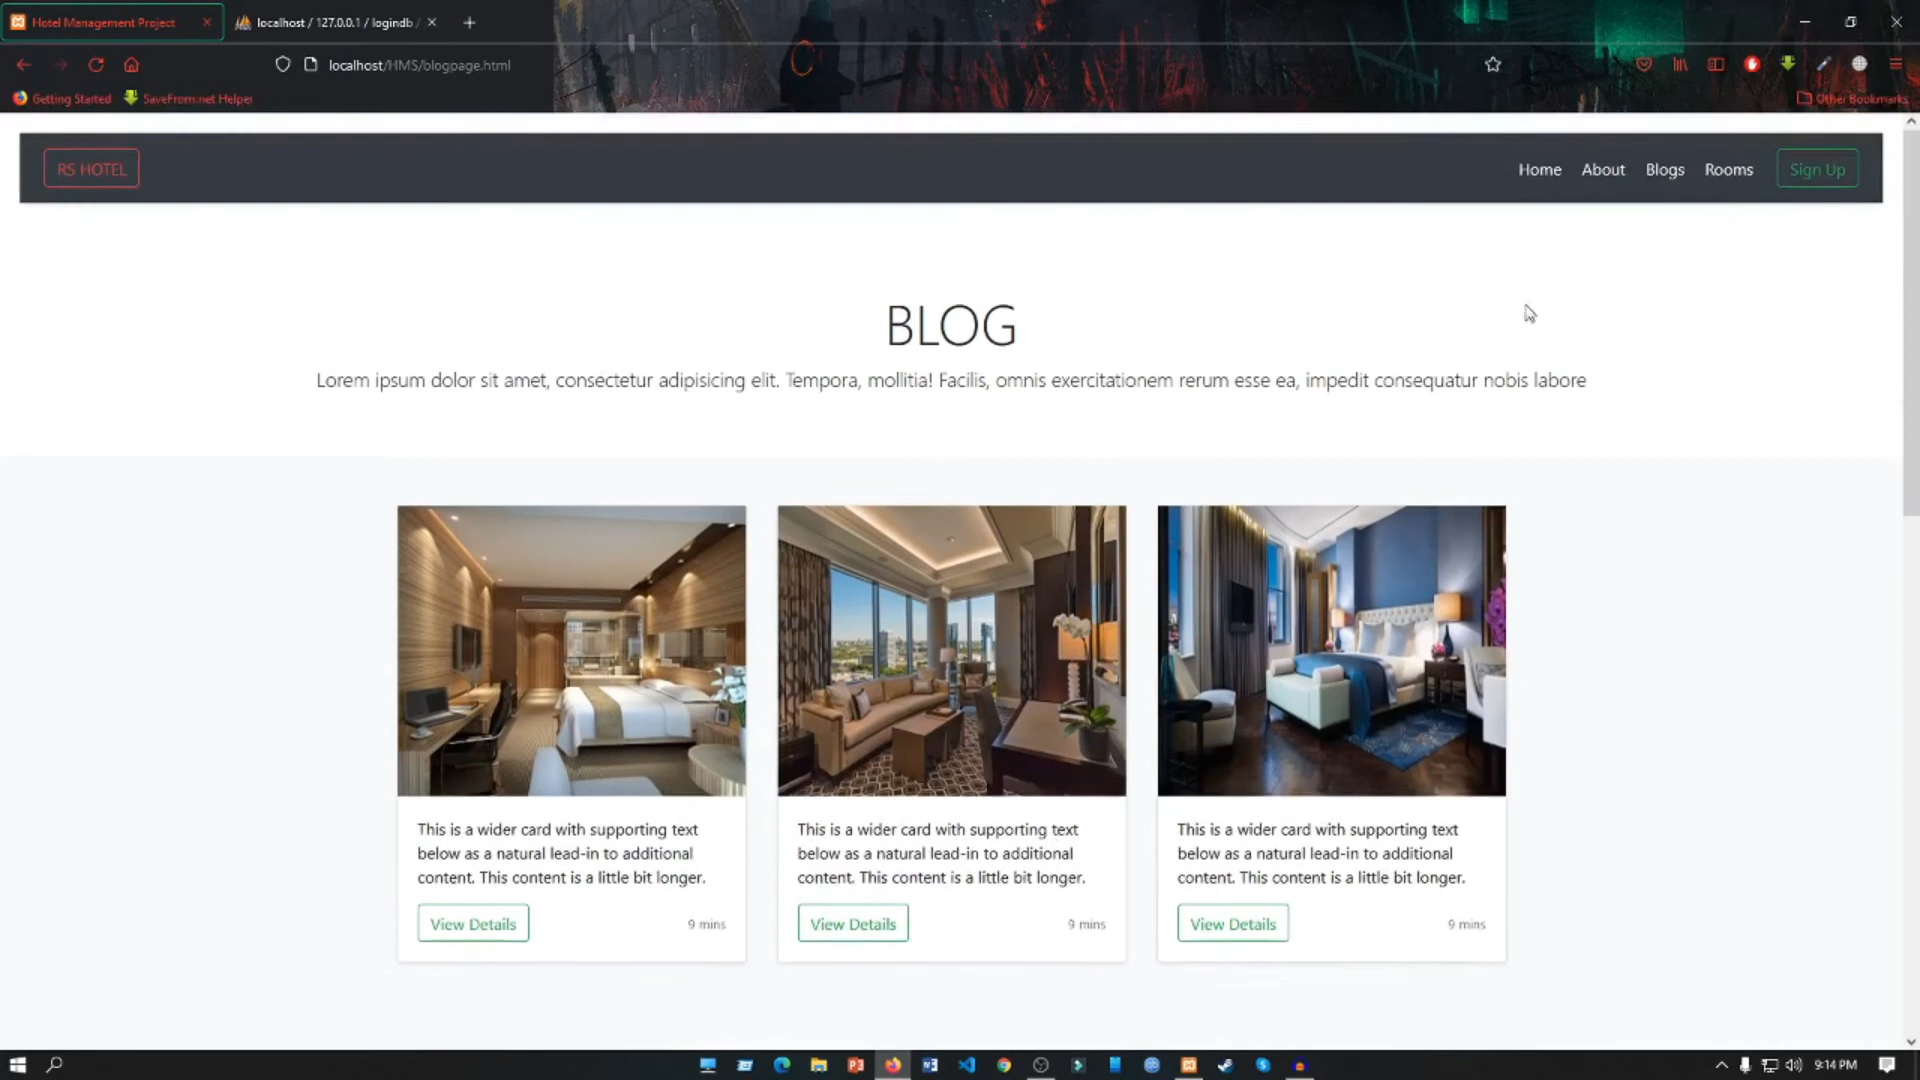 Hotel Management Project
localhost / 127.0.0.1 / logindb /
localhost/HMS/blogpage.html
Getting Started
SaveFrom.net Helper
Other Bookmarks
RS HOTEL
Home
About
Blogs
Rooms
Sign Up
BLOG
Lorem ipsum dolor sit amet, consectetur adipisicing elit. Tempora, mollitia! Facilis, omnis exercitationem rerum esse ea, impedit consequatur nobis labore
This is a wider card with supporting text
below as a natural lead-in to additional
content. This content is a little bit longer.
View Details
9 mins
This is a wider card with supporting text
below as a natural lead-in to additional
content. This content is a little bit longer.
View Details
9 mins
This is a wider card with supporting text
below as a natural lead-in to additional
content. This content is a little bit longer.
View Details
9 mins
9:14 PM